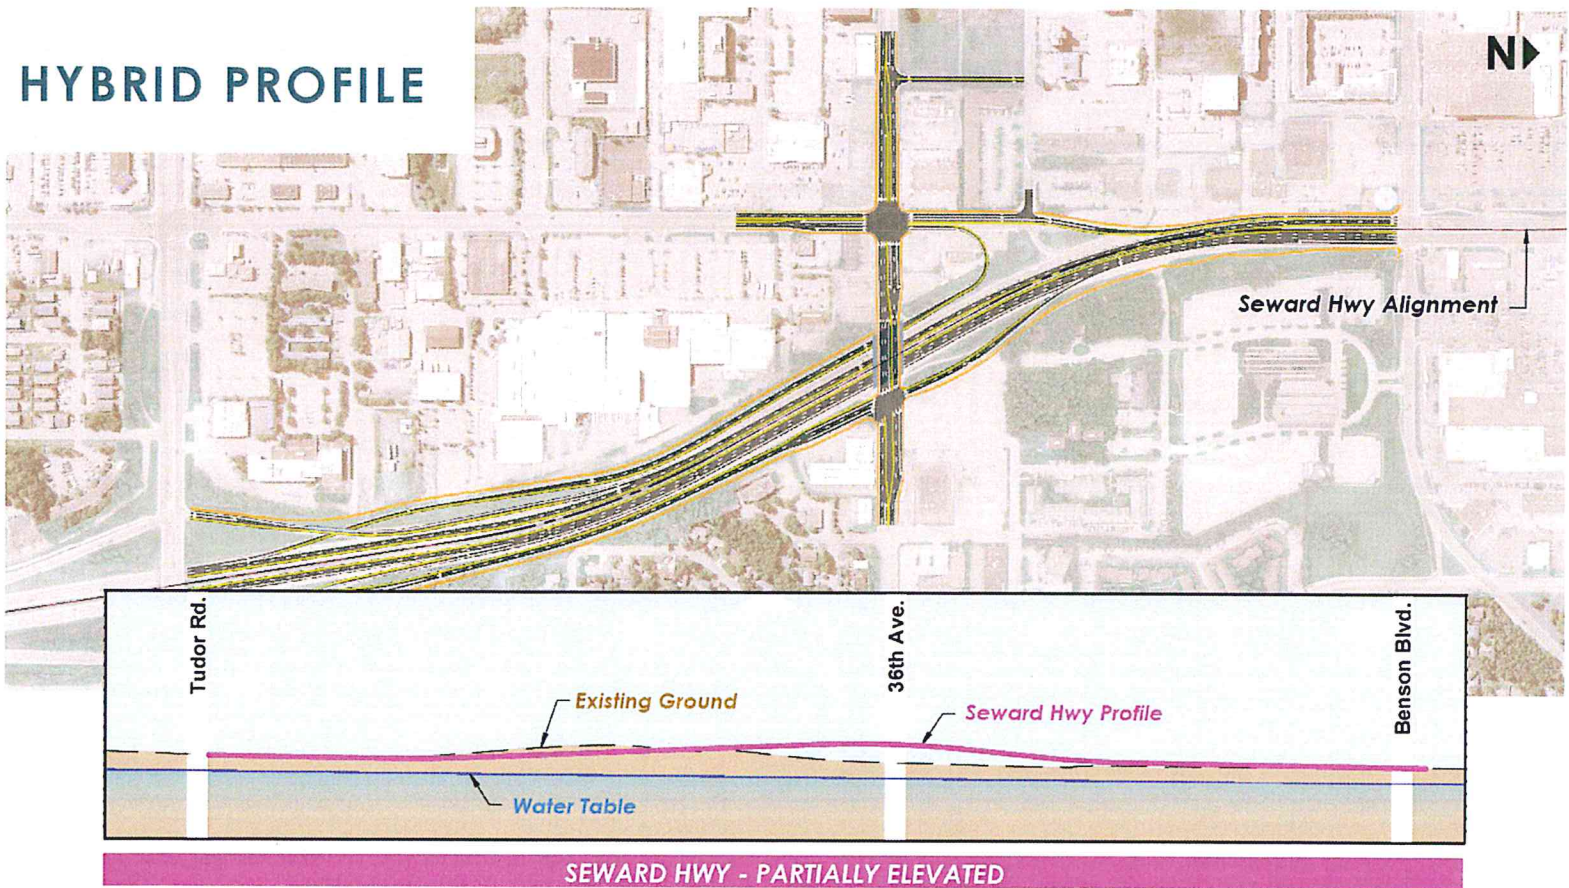 HYBRID PROFILE
N
Seward Hwy Alignment
Tudor Rd.
36th Ave.
Benson Blvd.
Existing Ground
Seward Hwy Profile
Water Table
SEWARD HWY - PARTIALLY ELEVATED